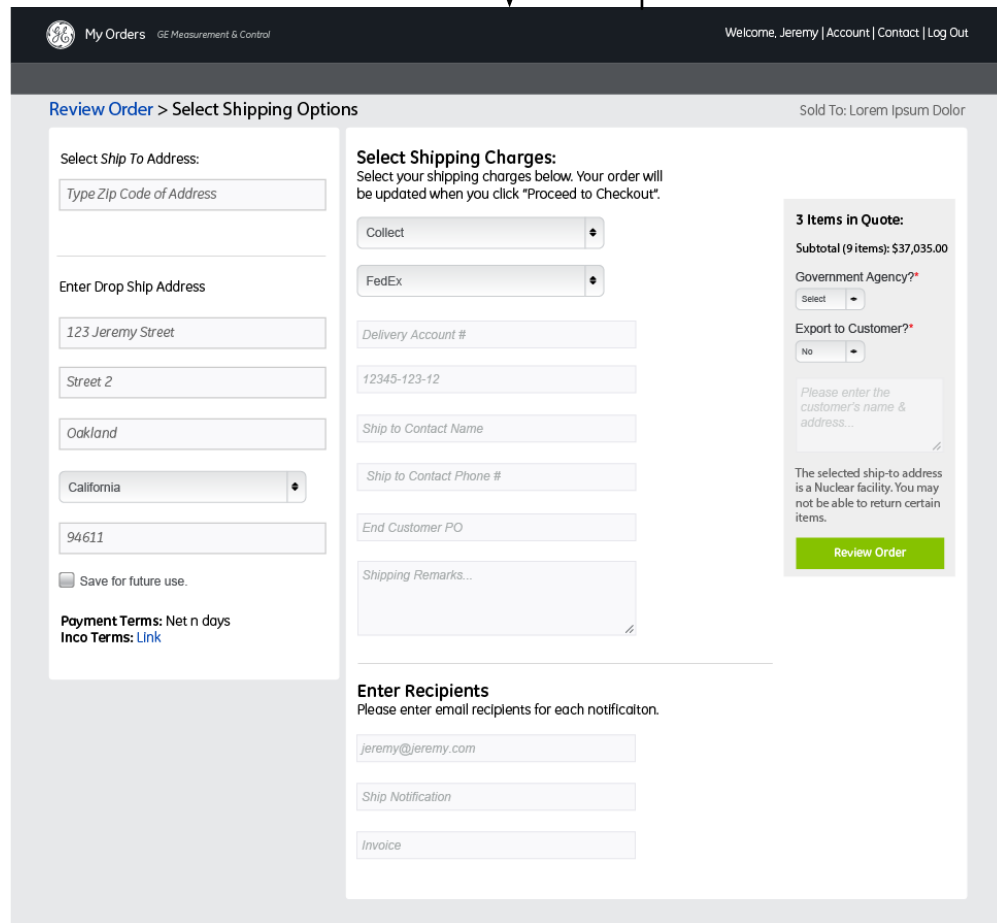 My Orders GE Measurement & Control
Welcome, Jeremy | Account | Contact | Log Out
Review Order > Select Shipping Options
Sold To: Lorem Ipsum Dolor
Select Ship To Address:
Type ZIp Code of Address
Enter Drop Ship Address
123 Jeremy Street
Street 2
Oakland
California
94611
Save for future use.
Payment Terms: Net n days
Inco Terms: Link
Select Shipping Charges:
Select your shipping charges below. Your order will
be updated when you click "Proceed to Checkout".
Collect
FedEx
Delivery Account #
12345-123-12
Ship to Contact Name
Ship to Contact Phone #
End Customer PO
Shipping Remarks...
Enter Recipients
Please enter email recipients for each notificaiton.
jeremy@jeremy.com
Ship Notification
Invoice
3 Items in Quote:
Subtotal (9 items): $37,035.00
Government Agency?*
Select
Export to Customer?*
No
Please enter the
customer's name &
address...
The selected ship-to address
is a Nuclear facility. You may
not be able to return certain
items.
Review Order